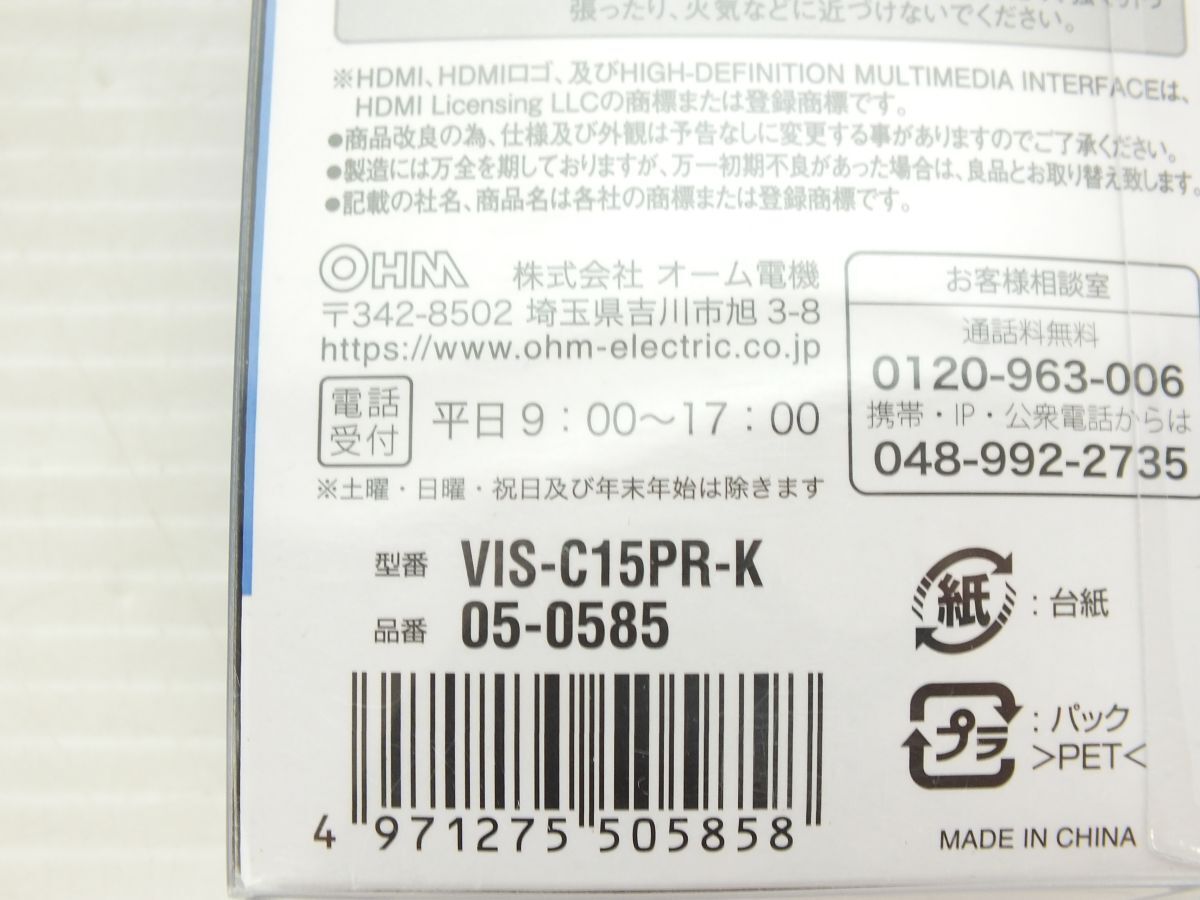 張ったり、火気などに近づけないでください。
※HDMI、HDMIロゴ、及びHIGH-DEFINITION MULTIMEDIA INTERFACEは、
HDMI Licensing LLCの商標または登録商標です。
●商品改良の為、仕様及び外観は予告なしに変更する事がありますのでご了承ください。
●製造には万全を期しておりますが、万一初期不良があった場合は、良品とお取り替え致します。
●記載の社名、商品名は各社の商標または登録商標です。
OHM 株式会社 オーム電機
〒342-8502 埼玉県吉川市旭 3-8
https://www.ohm-electric.co.jp
電話受付 平日 9：00～17：00
※土曜・日曜・祝日及び年末年始は除きます
お客様相談室
通話料無料
0120-963-006
携帯・IP・公衆電話からは
048-992-2735
型番 VIS-C15PR-K
品番 05-0585
4 971275 505858
紙 : 台紙
プラ : パック
>PET<
MADE IN CHINA